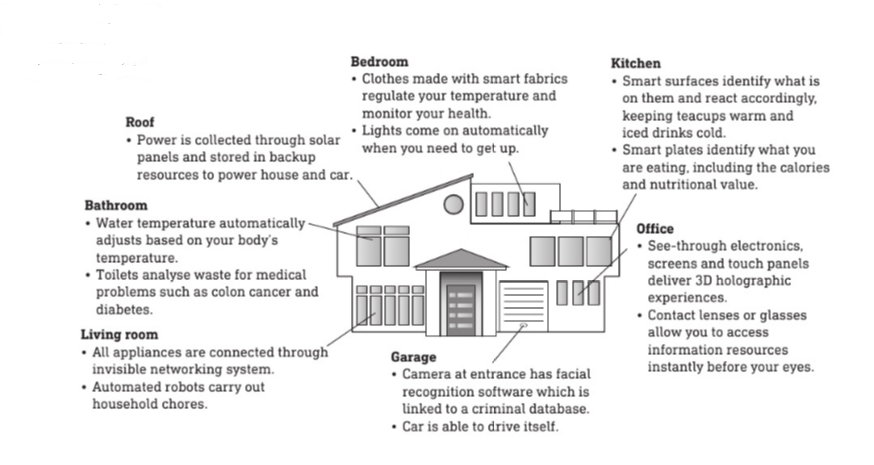 Bedroom
• Clothes made with smart fabrics
regulate your temperature and
monitor your health.
• Lights come on automatically
when you need to get up.
Kitchen
• Smart surfaces identify what is
on them and react accordingly,
keeping teacups warm and
iced drinks cold.
• Smart plates identify what you
are eating, including the calories
and nutritional value.
Roof
• Power is collected through solar
panels and stored in backup
resources to power house and car.
Bathroom
• Water temperature automatically
adjusts based on your body's
temperature.
• Toilets analyse waste for medical
problems such as colon cancer and
diabetes.
Office
• See-through electronics,
screens and touch panels
deliver 3D holographic
experiences.
• Contact lenses or glasses
allow you to access
information resources
instantly before your eyes.
Living room
• All appliances are connected through
invisible networking system.
• Automated robots carry out
household chores.
Garage
• Camera at entrance has facial
recognition software which is
linked to a criminal database.
• Car is able to drive itself.